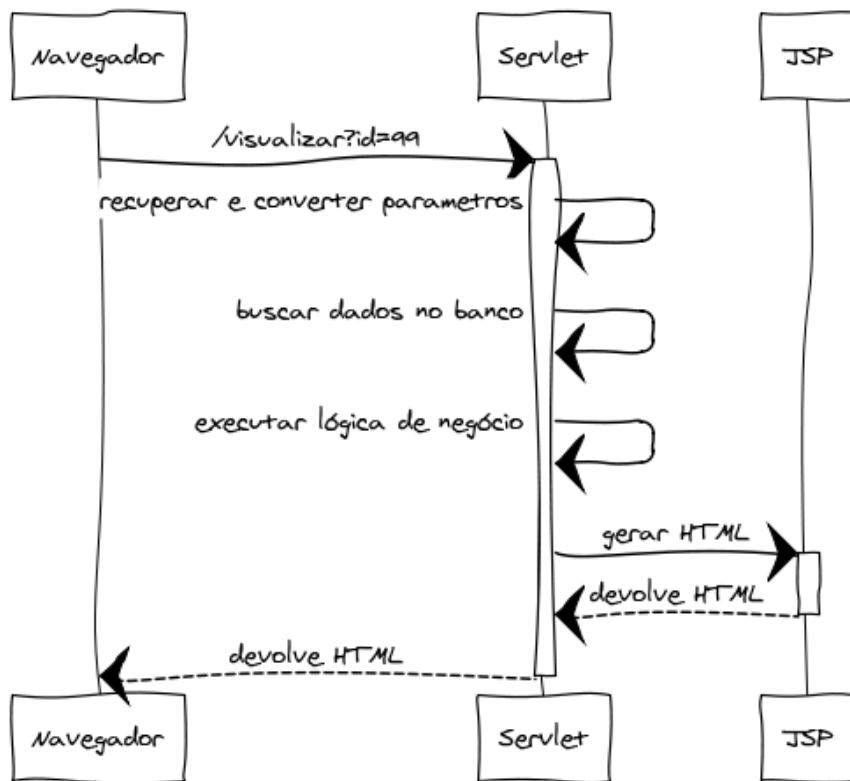 Navegador
Servlet
JSP
/visualizar?id=99
recuperar e converter parametros
buscar dados no banco
executar lógica de negócio
gerar HTML
devolve HTML
devolve HTML
Navegador
Servlet
JSP